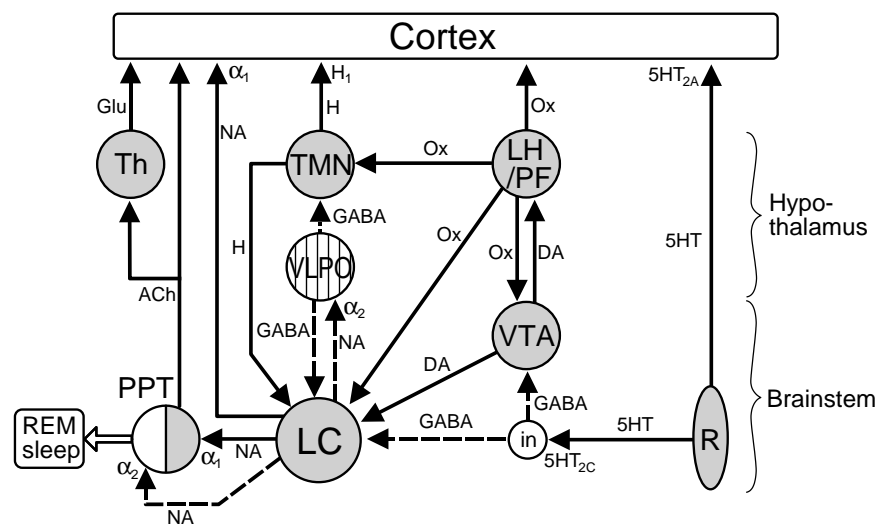 Cortex
α1
H1
5HT2A
Glu
NA
H
Ox
Th
TMN
Ox
LH
/PF
Hypo-
thalamus
GABA
H
VLPO
Ox
Ox
DA
5HT
ACh
GABA
α2
NA
VTA
DA
PPT
GABA
Brainstem
REM
sleep
α2
α1
NA
LC
GABA
in
5HT
5HT2C
R
NA